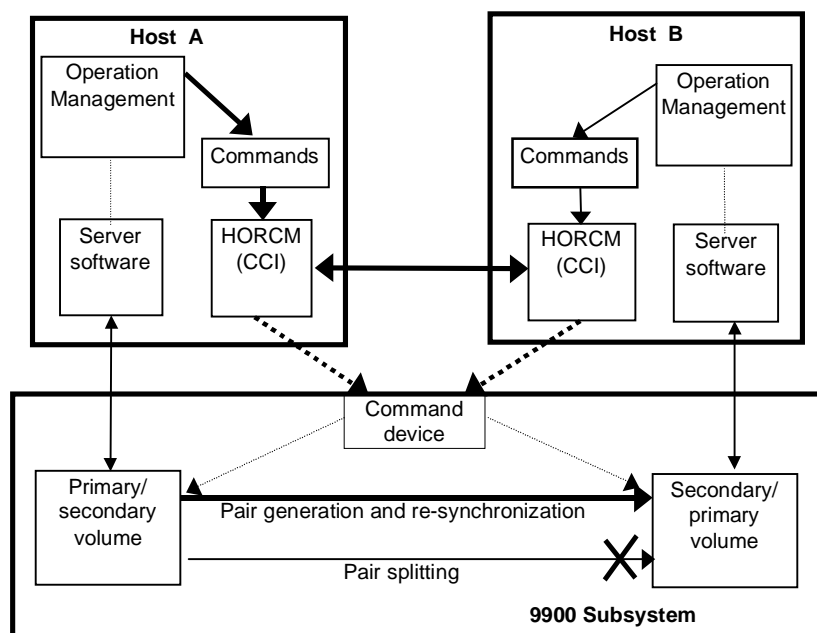 Host A
Operation
Management
Commands
HORCM
(CCI)
Server
software
Host B
Operation
Management
Commands
HORCM
(CCI)
Server
software
Command
device
Primary/
secondary
volume
Pair generation and re-synchronization
Pair splitting
Secondary/
primary
volume
9900 Subsystem